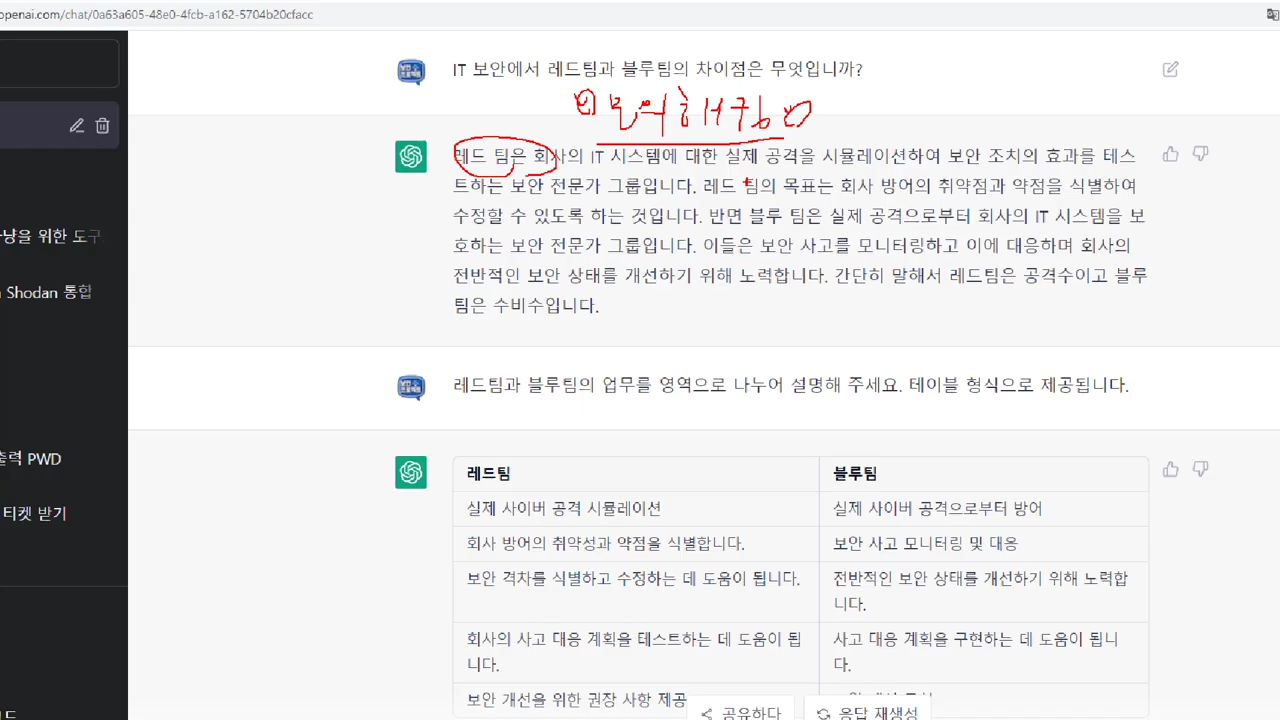 openai.com/chat/0a63a605-48e0-4fcb-a162-5704b20cfacc
IT 보안에서 레드팀과 블루팀의 차이점은 무엇입니까?
모의해킹
레드 팀은 회사의 IT 시스템에 대한 실제 공격을 시뮬레이션하여 보안 조치의 효과를 테스
트하는 보안 전문가 그룹입니다. 레드 팀의 목표는 회사 방어의 취약점과 약점을 식별하여
수정할 수 있도록 하는 것입니다. 반면 블루 팀은 실제 공격으로부터 회사의 IT 시스템을 보
호하는 보안 전문가 그룹입니다. 이들은 보안 사고를 모니터링하고 이에 대응하며 회사의
전반적인 보안 상태를 개선하기 위해 노력합니다. 간단히 말해서 레드팀은 공격수이고 블루
팀은 수비수입니다.
냥을 위한 도구
Shodan 통합
출력 PWD
티켓 받기
레드팀과 블루팀의 업무를 영역으로 나누어 설명해 주세요. 테이블 형식으로 제공됩니다.
레드팀 블루팀
실제 사이버 공격 시뮬레이션 실제 사이버 공격으로부터 방어
회사 방어의 취약성과 약점을 식별합니다. 보안 사고 모니터링 및 대응
보안 격차를 식별하고 수정하는 데 도움이 됩니다. 전반적인 보안 상태를 개선하기 위해 노력합
니다.
회사의 사고 대응 계획을 테스트하는 데 도움이 됩 사고 대응 계획을 구현하는 데 도움이 됩니
니다. 다.
보안 개선을 위한 권장 사항 제공
공유하다 응답 재생성